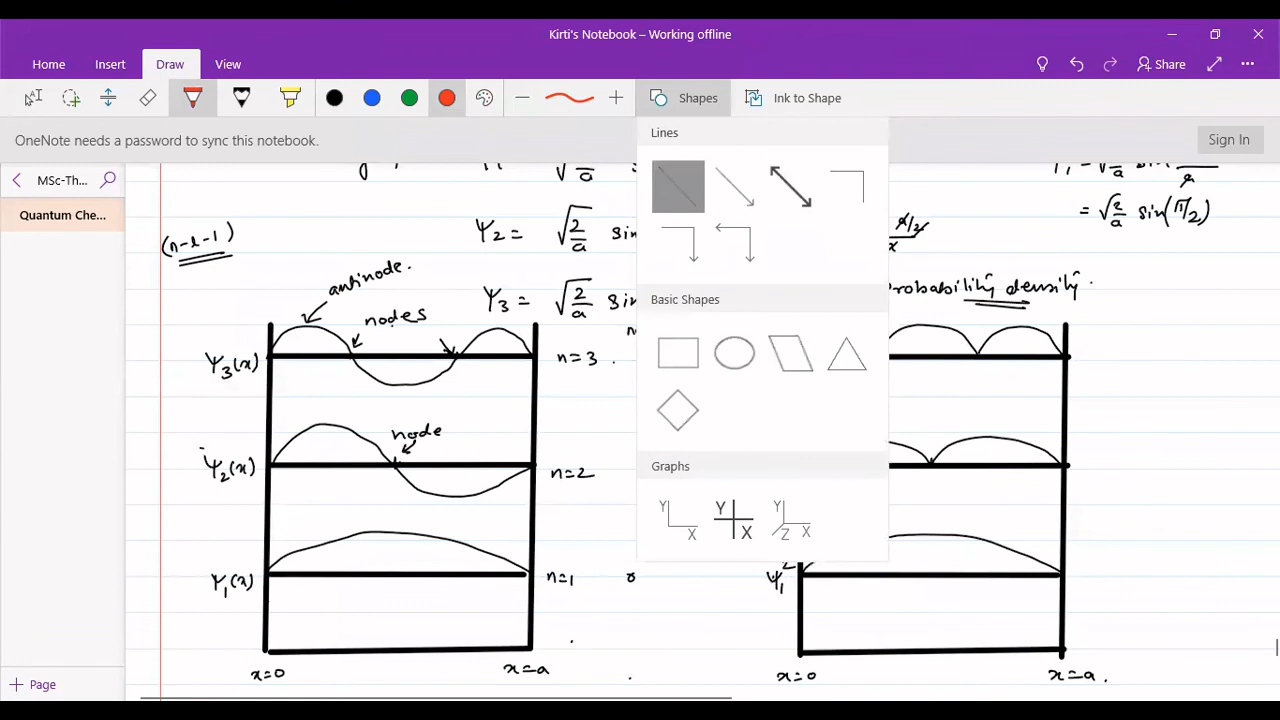 Kirti's Notebook – Working offline
Home Insert Draw View
Share
Shapes
Ink to Shape
OneNote needs a password to sync this notebook.
Sign In
MSc-Th...
Quantum Che...
Page
Lines
Basic Shapes
Graphs
Y X
Y X
Y Z X
(n-l-1)
antinode.
nodes
ψ₃(x)
n=3 .
node
ψ₂(x)
n=2
ψ₁(x)
n=1
x=0
x=a
√2/a
ψ₂ = √2/a sin
ψ₃ = √2/a sin
= √2/a sin(π/2)
Probability density
ψ₁²
x=0
x=a .